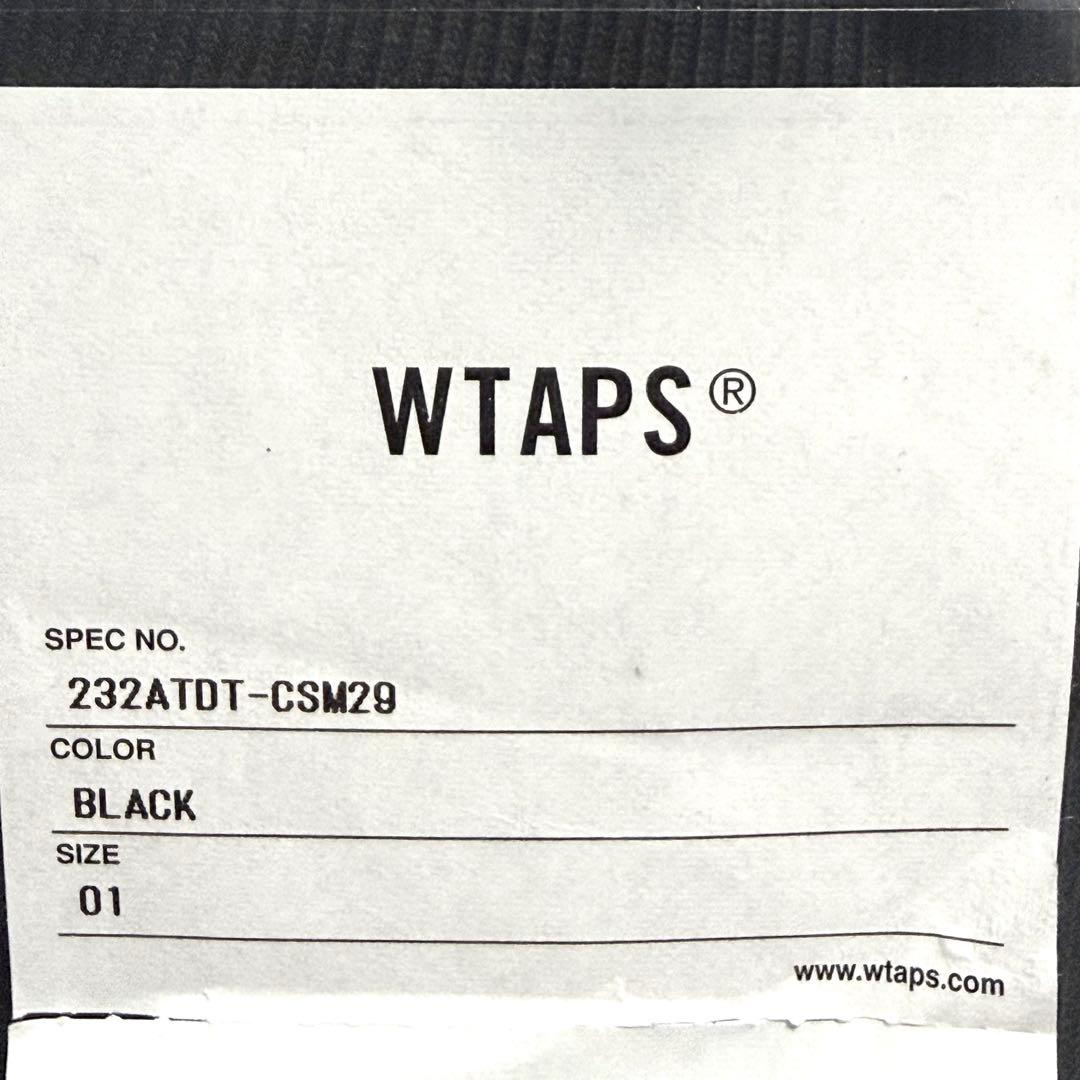 WTAPS®
SPEC NO.
232ATDT-CSM29
COLOR
BLACK
SIZE
01
www.wtaps.com